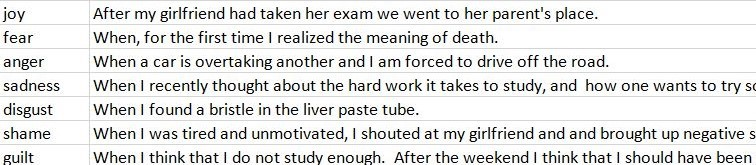 joy After my girlfriend had taken her exam we went to her parent's place.
fear When, for the first time I realized the meaning of death.
anger When a car is overtaking another and I am forced to drive off the road.
sadness When I recently thought about the hard work it takes to study, and how one wants to try
disgust When I found a bristle in the liver paste tube.
shame When I was tired and unmotivated, I shouted at my girlfriend and and brought up negative
guilt When I think that I do not study enough. After the weekend I think that I should have been